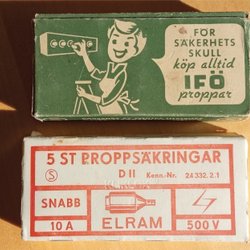 FÖR
SÄKERHETS
SKULL
köp alltid
IFÖ
proppar
5 ST PROPPSÄKRINGAR
S
D II Kenn.-Nr. 24 332.2.1
SNABB
10 A
ELRAM
500 V